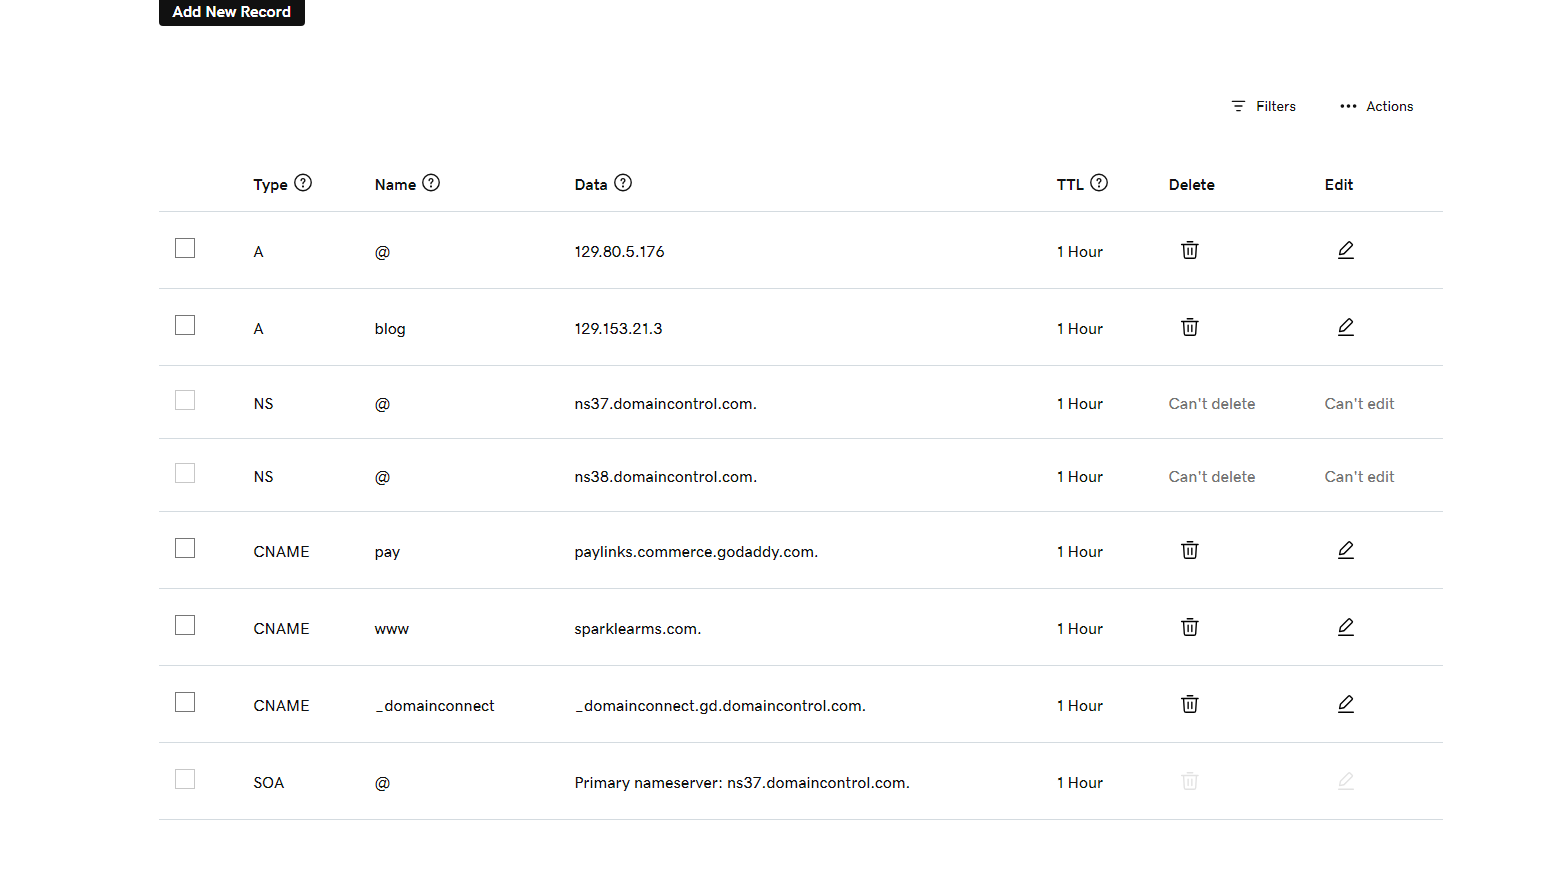 Add New Record
Filters ••• Actions
Type ? Name ? Data ? TTL ? Delete Edit
A @ 129.80.5.176 1 Hour
A blog 129.153.21.3 1 Hour
NS @ ns37.domaincontrol.com. 1 Hour Can't delete Can't edit
NS @ ns38.domaincontrol.com. 1 Hour Can't delete Can't edit
CNAME pay paylinks.commerce.godaddy.com. 1 Hour
CNAME www sparklearms.com. 1 Hour
CNAME _domainconnect _domainconnect.gd.domaincontrol.com. 1 Hour
SOA @ Primary nameserver: ns37.domaincontrol.com. 1 Hour